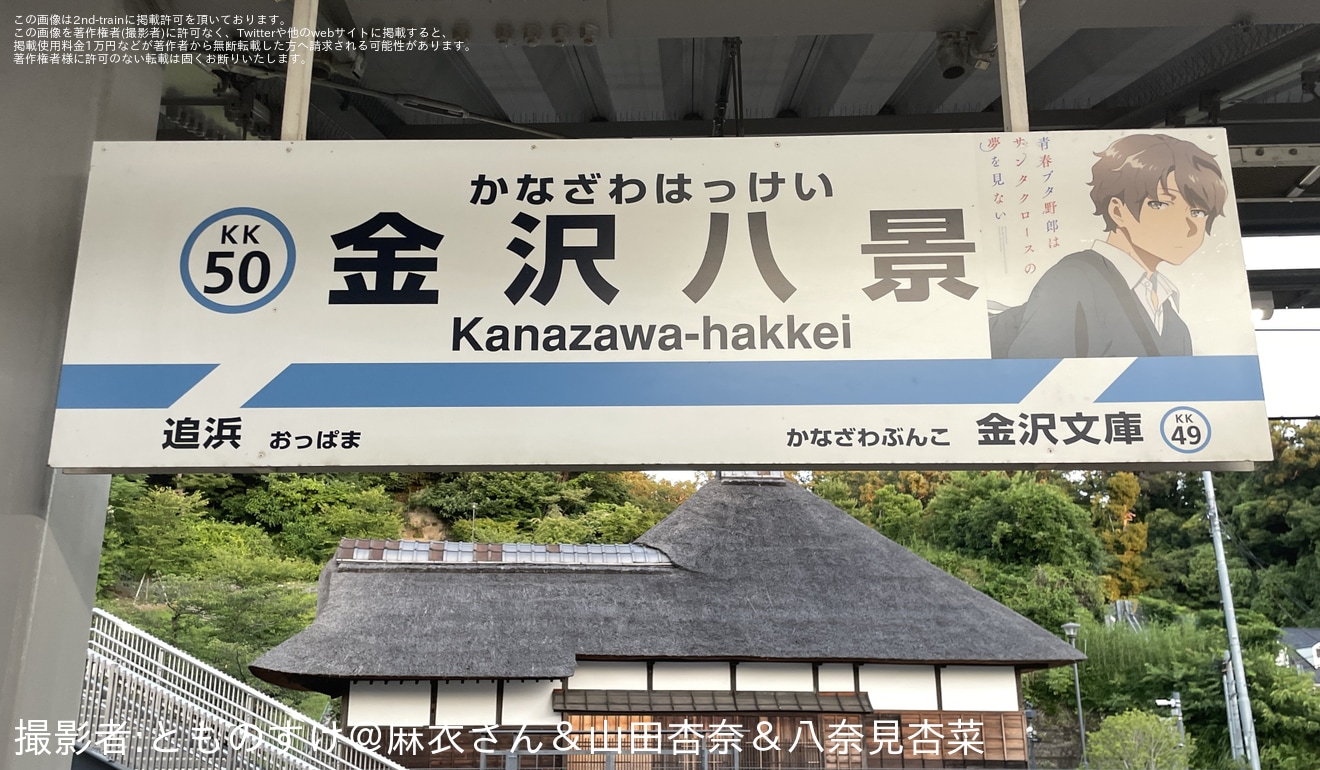 この画像は2nd-trainに掲載許可を頂いております。
この画像を著作権者(撮影者)に許可なく、Twitterや他のwebサイトに掲載すると、
掲載使用料金1万円などが著作者から無断転載した方へ請求される可能性があります。
著作権者様に許可のない転載は固くお断りいたします。
かなざわはっけい
KK
50
金沢八景
Kanazawa-hakkei
青春ブタ野郎は
サンタクロースの
夢を見ない
追浜 おっぱま
かなざわぶんこ 金沢文庫
KK
49
撮影者:とものすけ@麻衣さん&山田杏奈&八奈見杏菜